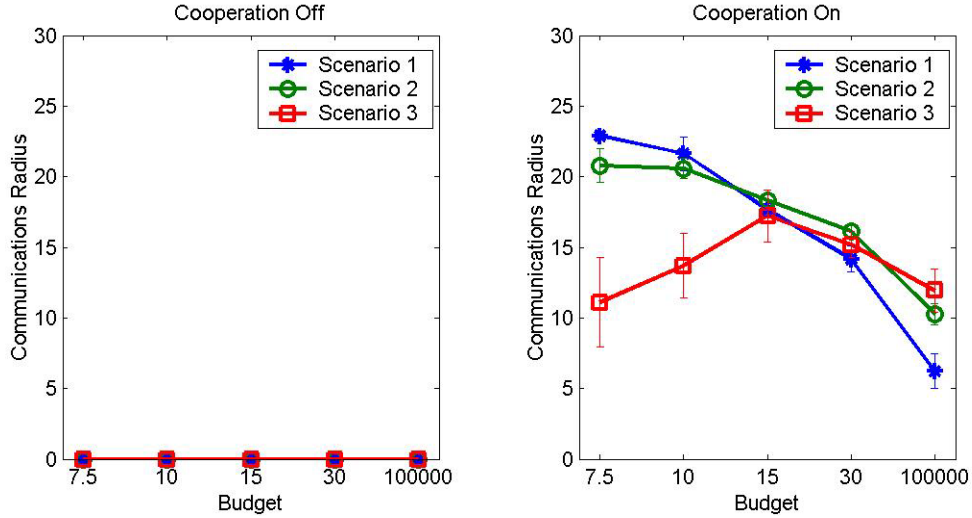 Cooperation Off
30
25
20
15
10
5
0
Communications Radius
Scenario 1
Scenario 2
Scenario 3
7.5 10 15 30 100000
Budget
Cooperation On
30
25
20
15
10
5
0
Communications Radius
Scenario 1
Scenario 2
Scenario 3
7.5 10 15 30 100000
Budget